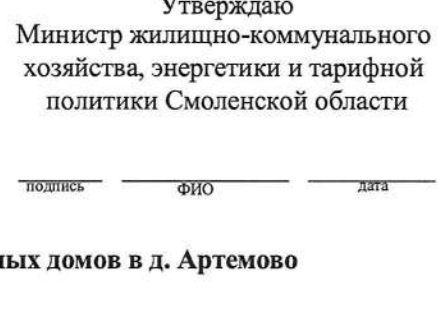 Утверждаю
Министр жилищно-коммунального
хозяйства, энергетики и тарифной
политики Смоленской области
подпись ФИО дата
домов в д. Артемово